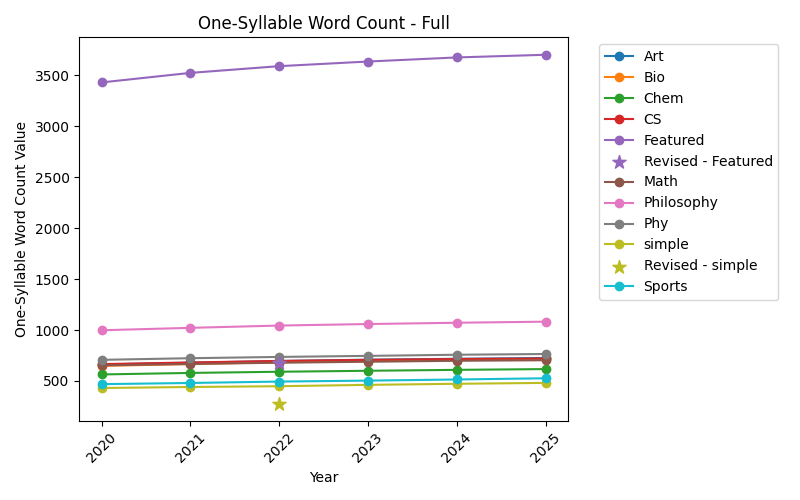 One-Syllable Word Count - Full
One-Syllable Word Count Value
3500
3000
2500
2000
1500
1000
500
2020
2021
2022
2023
2024
2025
Year
Art
Bio
Chem
CS
Featured
Revised - Featured
Math
Philosophy
Phy
simple
Revised - simple
Sports